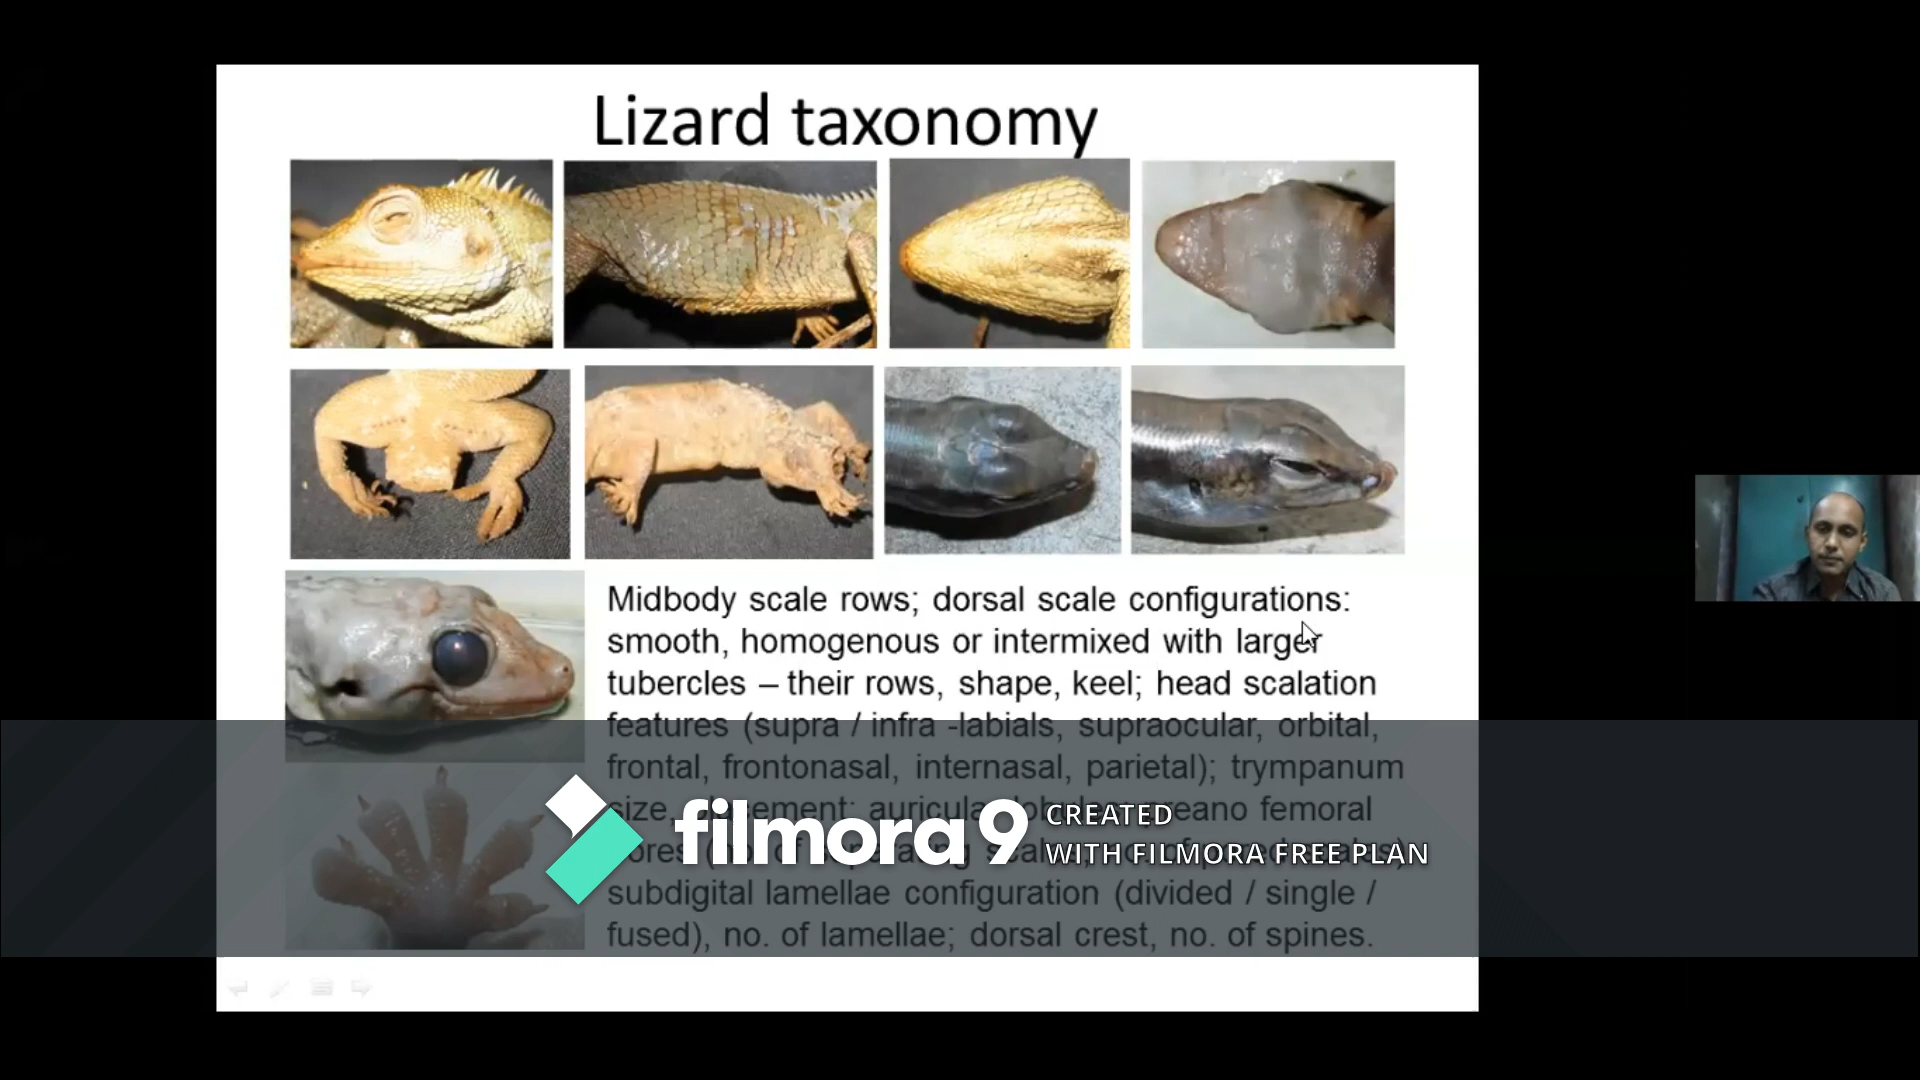 Lizard taxonomy
Midbody scale rows; dorsal scale configurations:
smooth, homogenous or intermixed with larger
tubercles – their rows, shape, keel; head scalation
features (supra / infra -labials, supraocular, orbital,
frontal, frontonasal, internasal, parietal); trympanum
size, femoral
subdigital lamellae configuration (divided / single /
fused), no. of lamellae; dorsal crest, no. of spines.
filmora9
CREATED
WITH FILMORA FREE PLAN